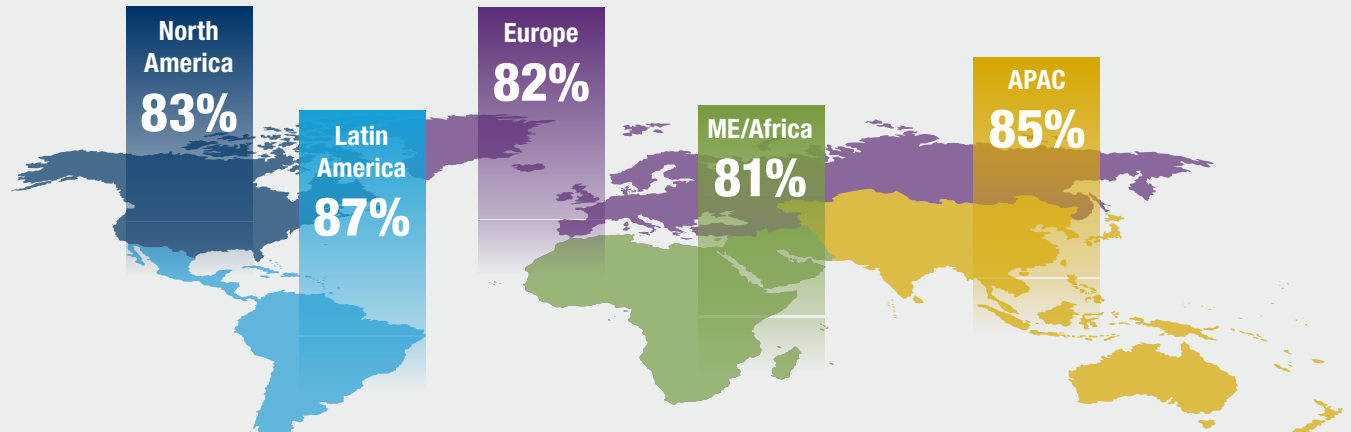 North
America
83%
Latin
America
87%
Europe
82%
ME/Africa
81%
APAC
85%